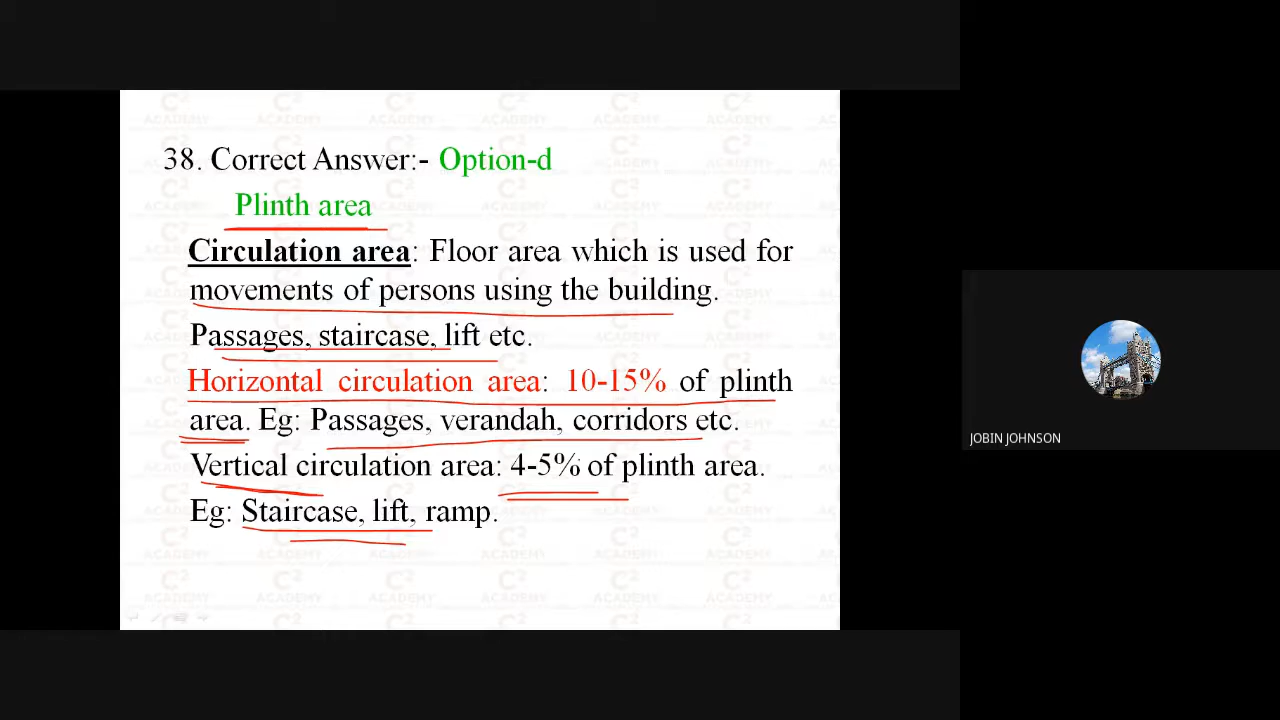 38. Correct Answer:- Option-d
Plinth area
Circulation area: Floor area which is used for
movements of persons using the building.
Passages, staircase, lift etc.
Horizontal circulation area: 10-15% of plinth
area. Eg: Passages, verandah, corridors etc.
Vertical circulation area: 4-5% of plinth area.
Eg: Staircase, lift, ramp.
JOBIN JOHNSON